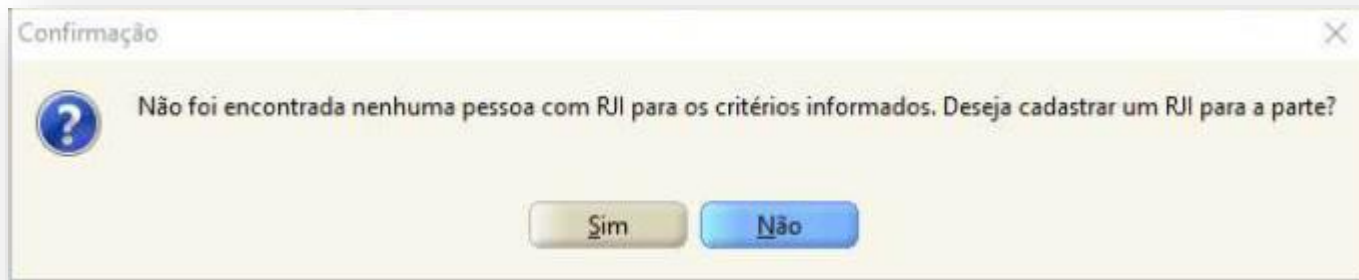 Confirmação
Não foi encontrada nenhuma pessoa com RJI para os critérios informados. Deseja cadastrar um RJI para a parte?
Sim
Não